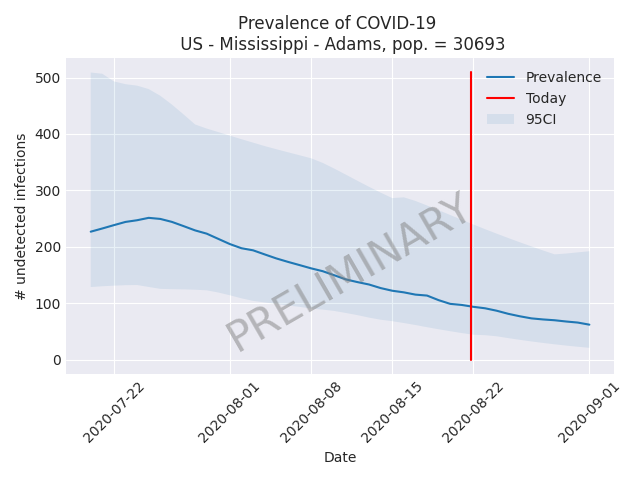 Prevalence of COVID-19
US - Mississippi - Adams, pop. = 30693
# undetected infections
500
400
300
200
100
0
Prevalence
Today
95CI
PRELIMINARY
2020-07-22
2020-08-01
2020-08-08
2020-08-15
2020-08-22
2020-09-01
Date